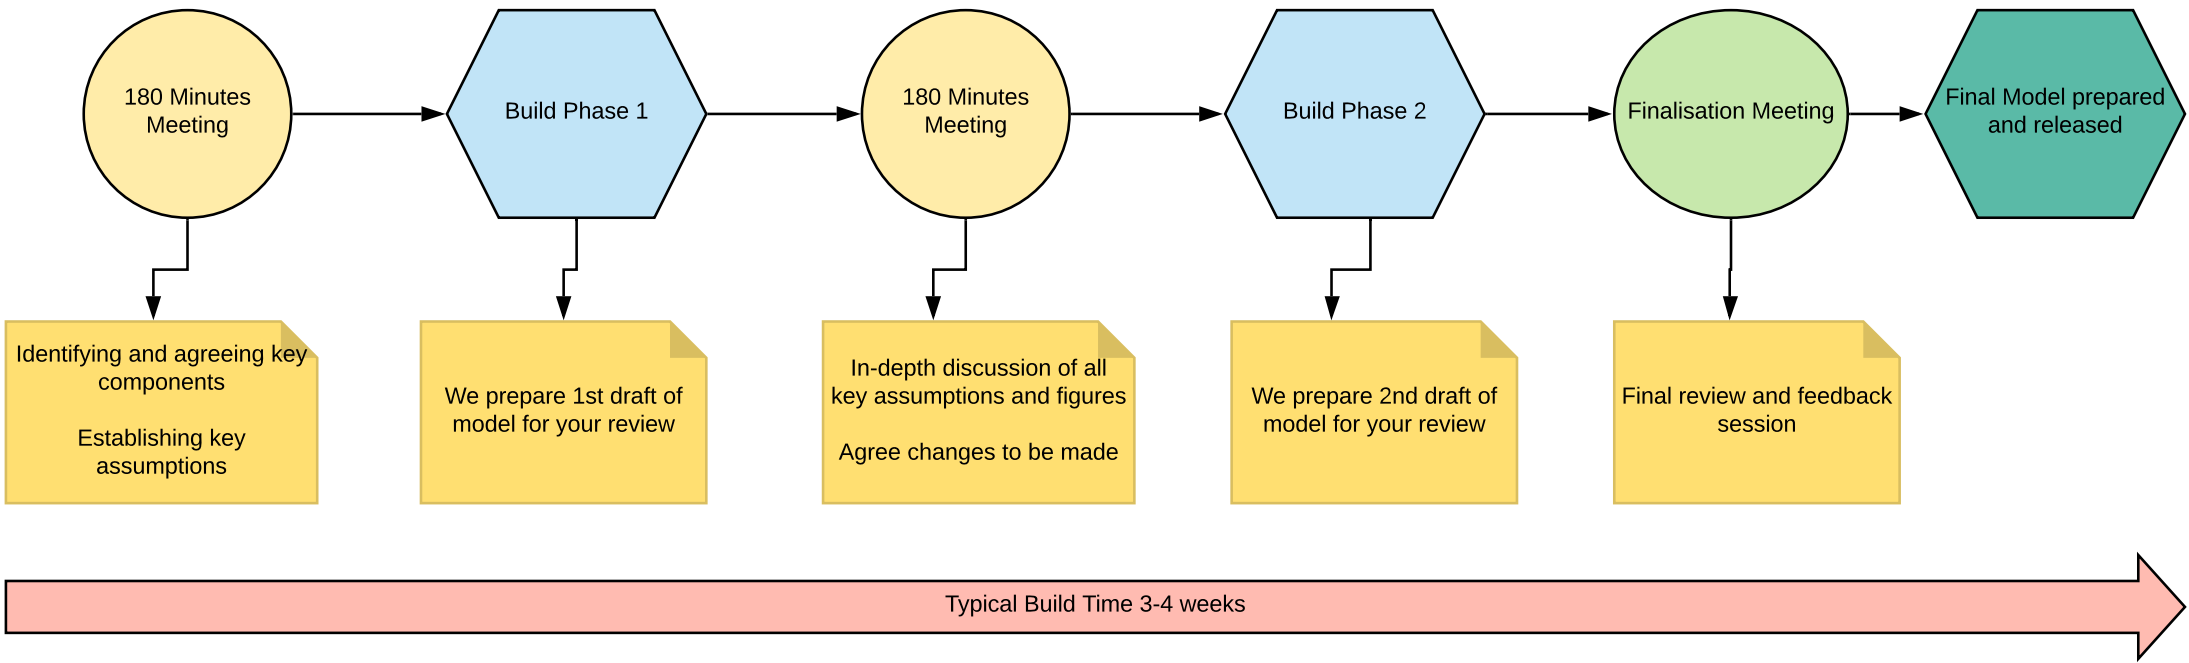 180 Minutes
Meeting
Build Phase 1
180 Minutes
Meeting
Build Phase 2
Finalisation Meeting
Final Model prepared
and released
Identifying and agreeing key
components
Establishing key
assumptions
We prepare 1st draft of
model for your review
In-depth discussion of all
key assumptions and figures
Agree changes to be made
We prepare 2nd draft of
model for your review
Final review and feedback
session
Typical Build Time 3-4 weeks